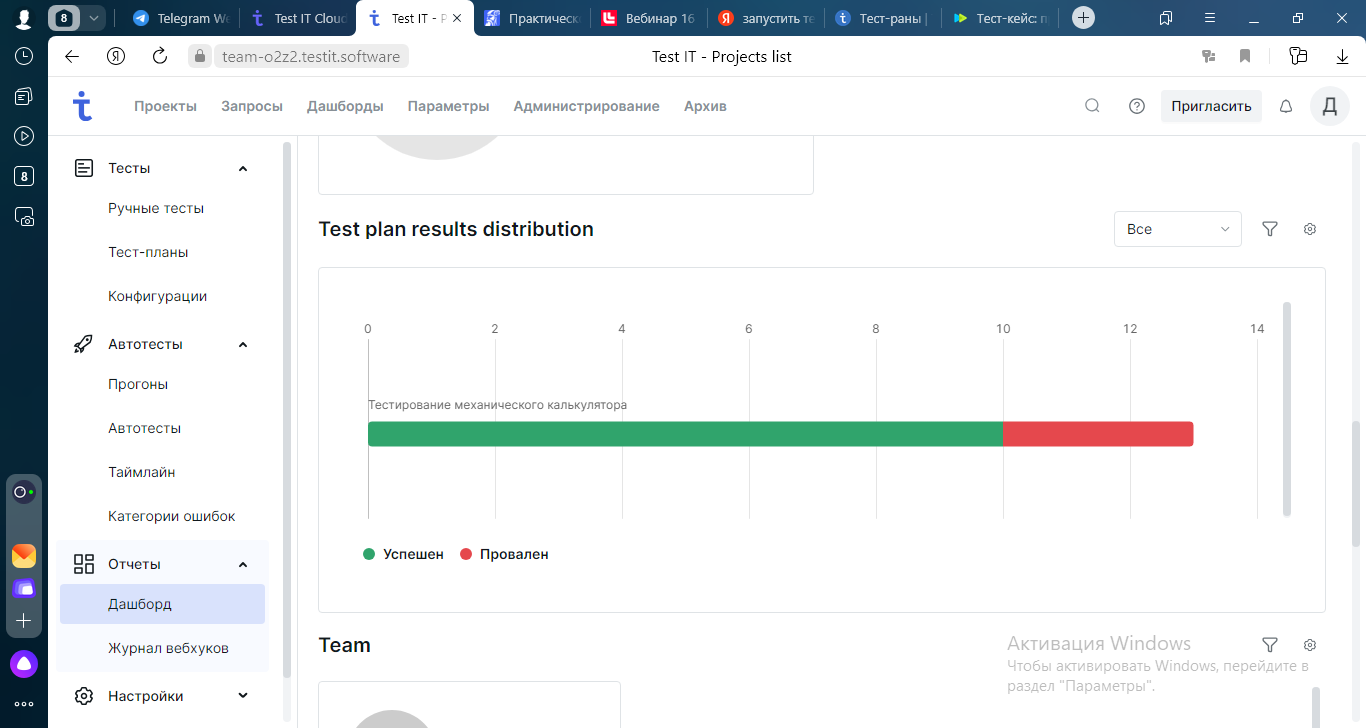 8
Telegram We
Test IT Cloud
Test IT - P
Практическ
Вебинар 16
запустить те
Тест-раны |
Тест-кейс: п
team-o2z2.testit.software
Test IT - Projects list
Проекты Запросы Дашборды Параметры Администрирование Архив
Пригласить
Д
8
Тесты
Ручные тесты
Тест-планы
Конфигурации
Автотесты
Прогоны
Автотесты
Таймлайн
Категории ошибок
Отчеты
Дашборд
Журнал вебхуков
Настройки
Test plan results distribution
Все
0 2 4 6 8 10 12 14
Тестирование механического калькулятора
Успешен Провален
Team
Активация Windows
Чтобы активировать Windows, перейдите в
раздел "Параметры".